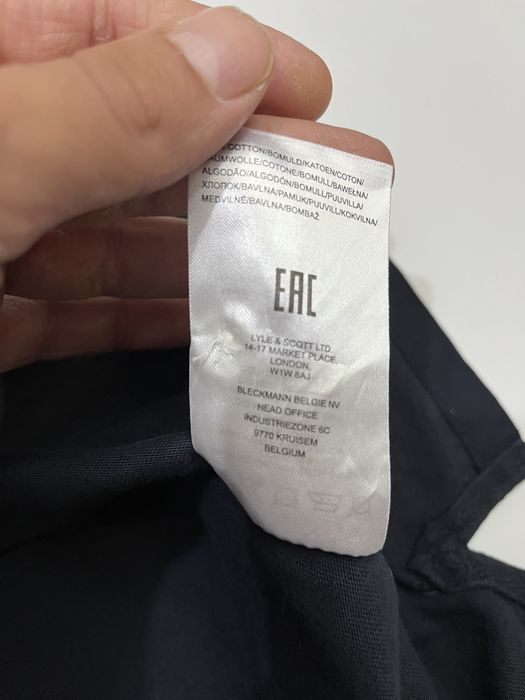 COTTON/BOMULD/KATOEN/COTON/
BAUMWOLLE/COTONE/BOMULL/BAWEŁNA/
ALGODÃO/ALGODÓN/BOMULL/PUUVILLA/
ХЛОПОК/BAVLNA/PAMUK/PUUVILL/KOKVILNA/
MEDVILNĖ/BAVLNA/BOMBAŽ
EAC
LYLE & SCOTT LTD.
14-17 MARKET PLACE,
LONDON,
W1W 8AJ
BLECKMANN BELGIE NV
HEAD OFFICE
INDUSTRIEZONE 6C
9770 KRUISEM
BELGIUM